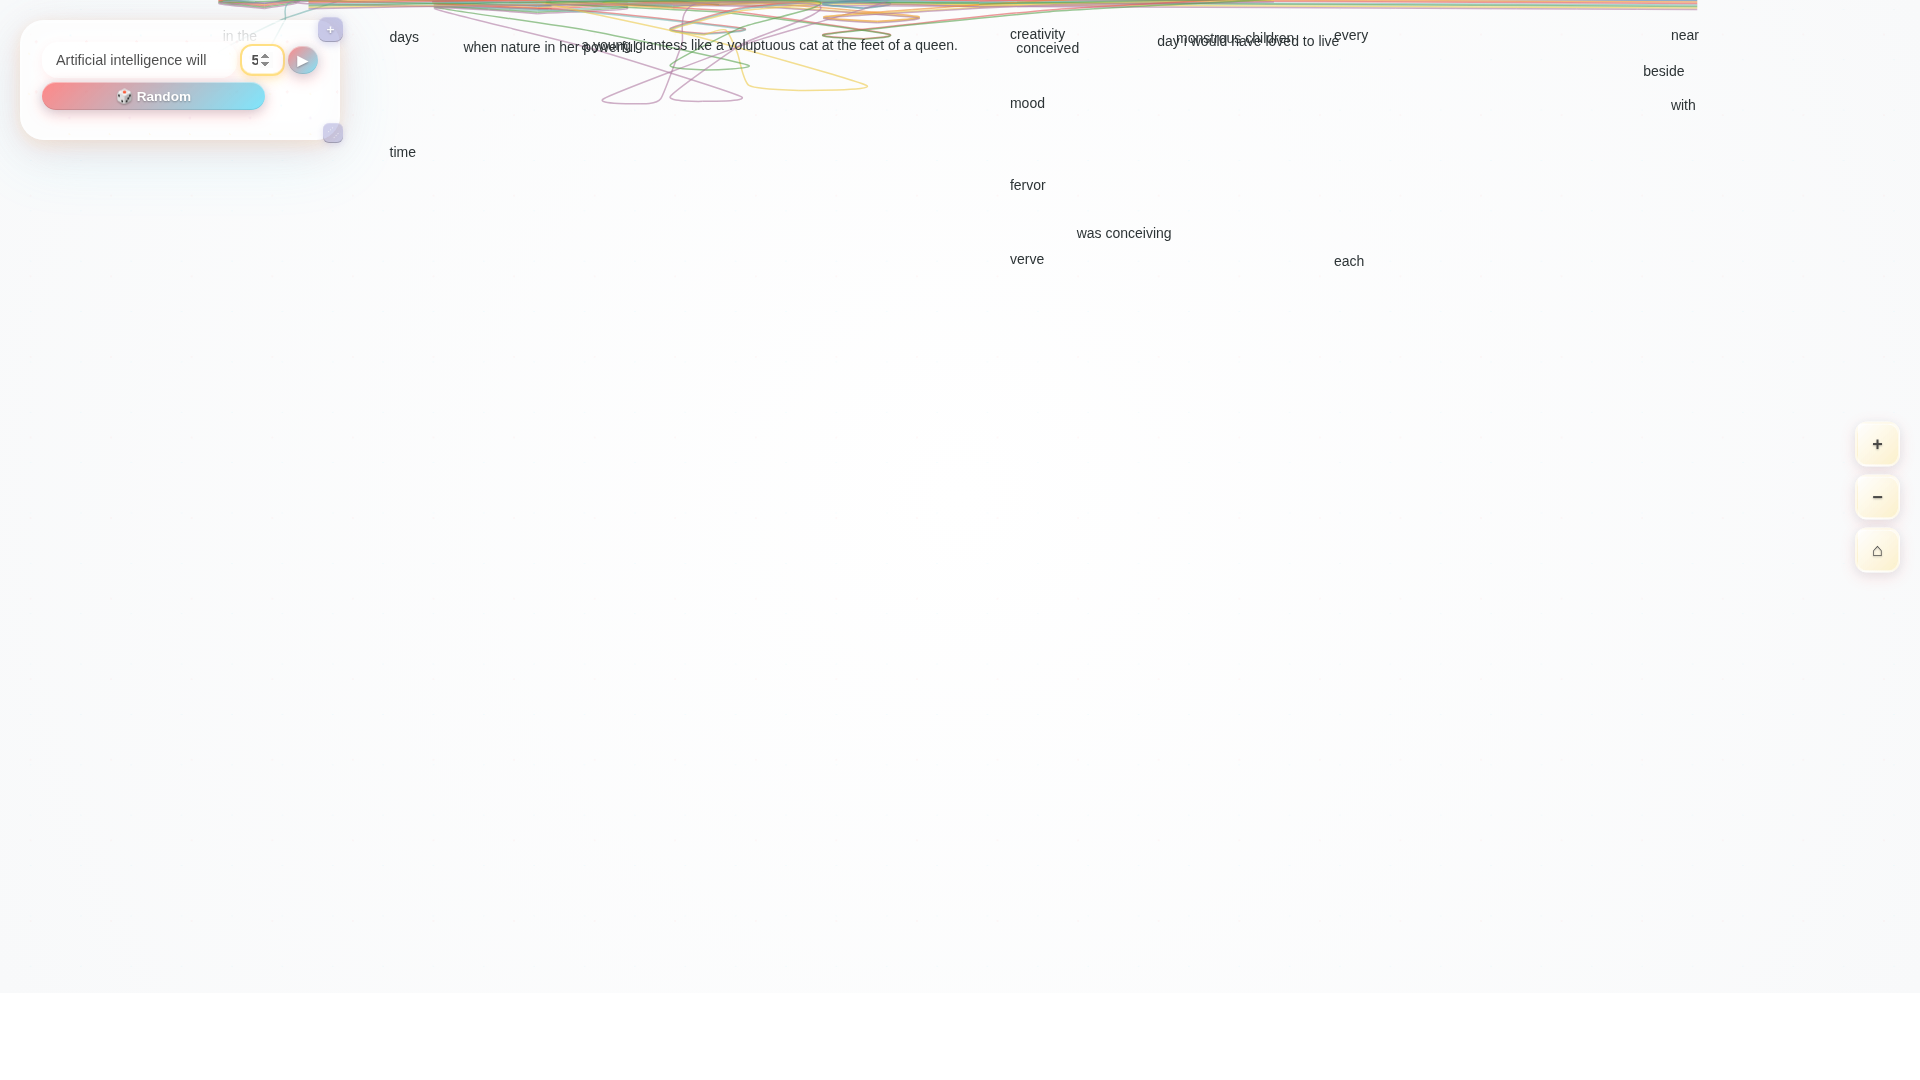 in the
Artificial intelligence will
5
▶
🎲 Random
+
days
time
when nature in her powerful
a young giantess like a voluptuous cat at the feet of a queen.
creativity
conceived
mood
fervor
was conceiving
verve
monstrous children
day I would have loved to live
every
each
near
beside
with
+
−
⌂